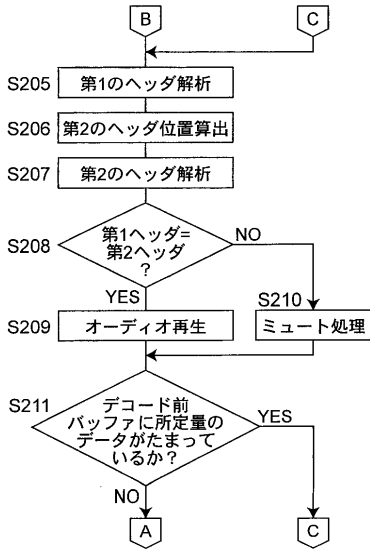 B
C
S205
第1のヘッダ解析
S206
第2のヘッダ位置算出
S207
第2のヘッダ解析
S208
第1ヘッダ=
第2ヘッダ
?
NO
YES
S209
オーディオ再生
S210
ミュート処理
S211
デコード前
バッファに所定量の
データがたまって
いるか?
YES
NO
A
C